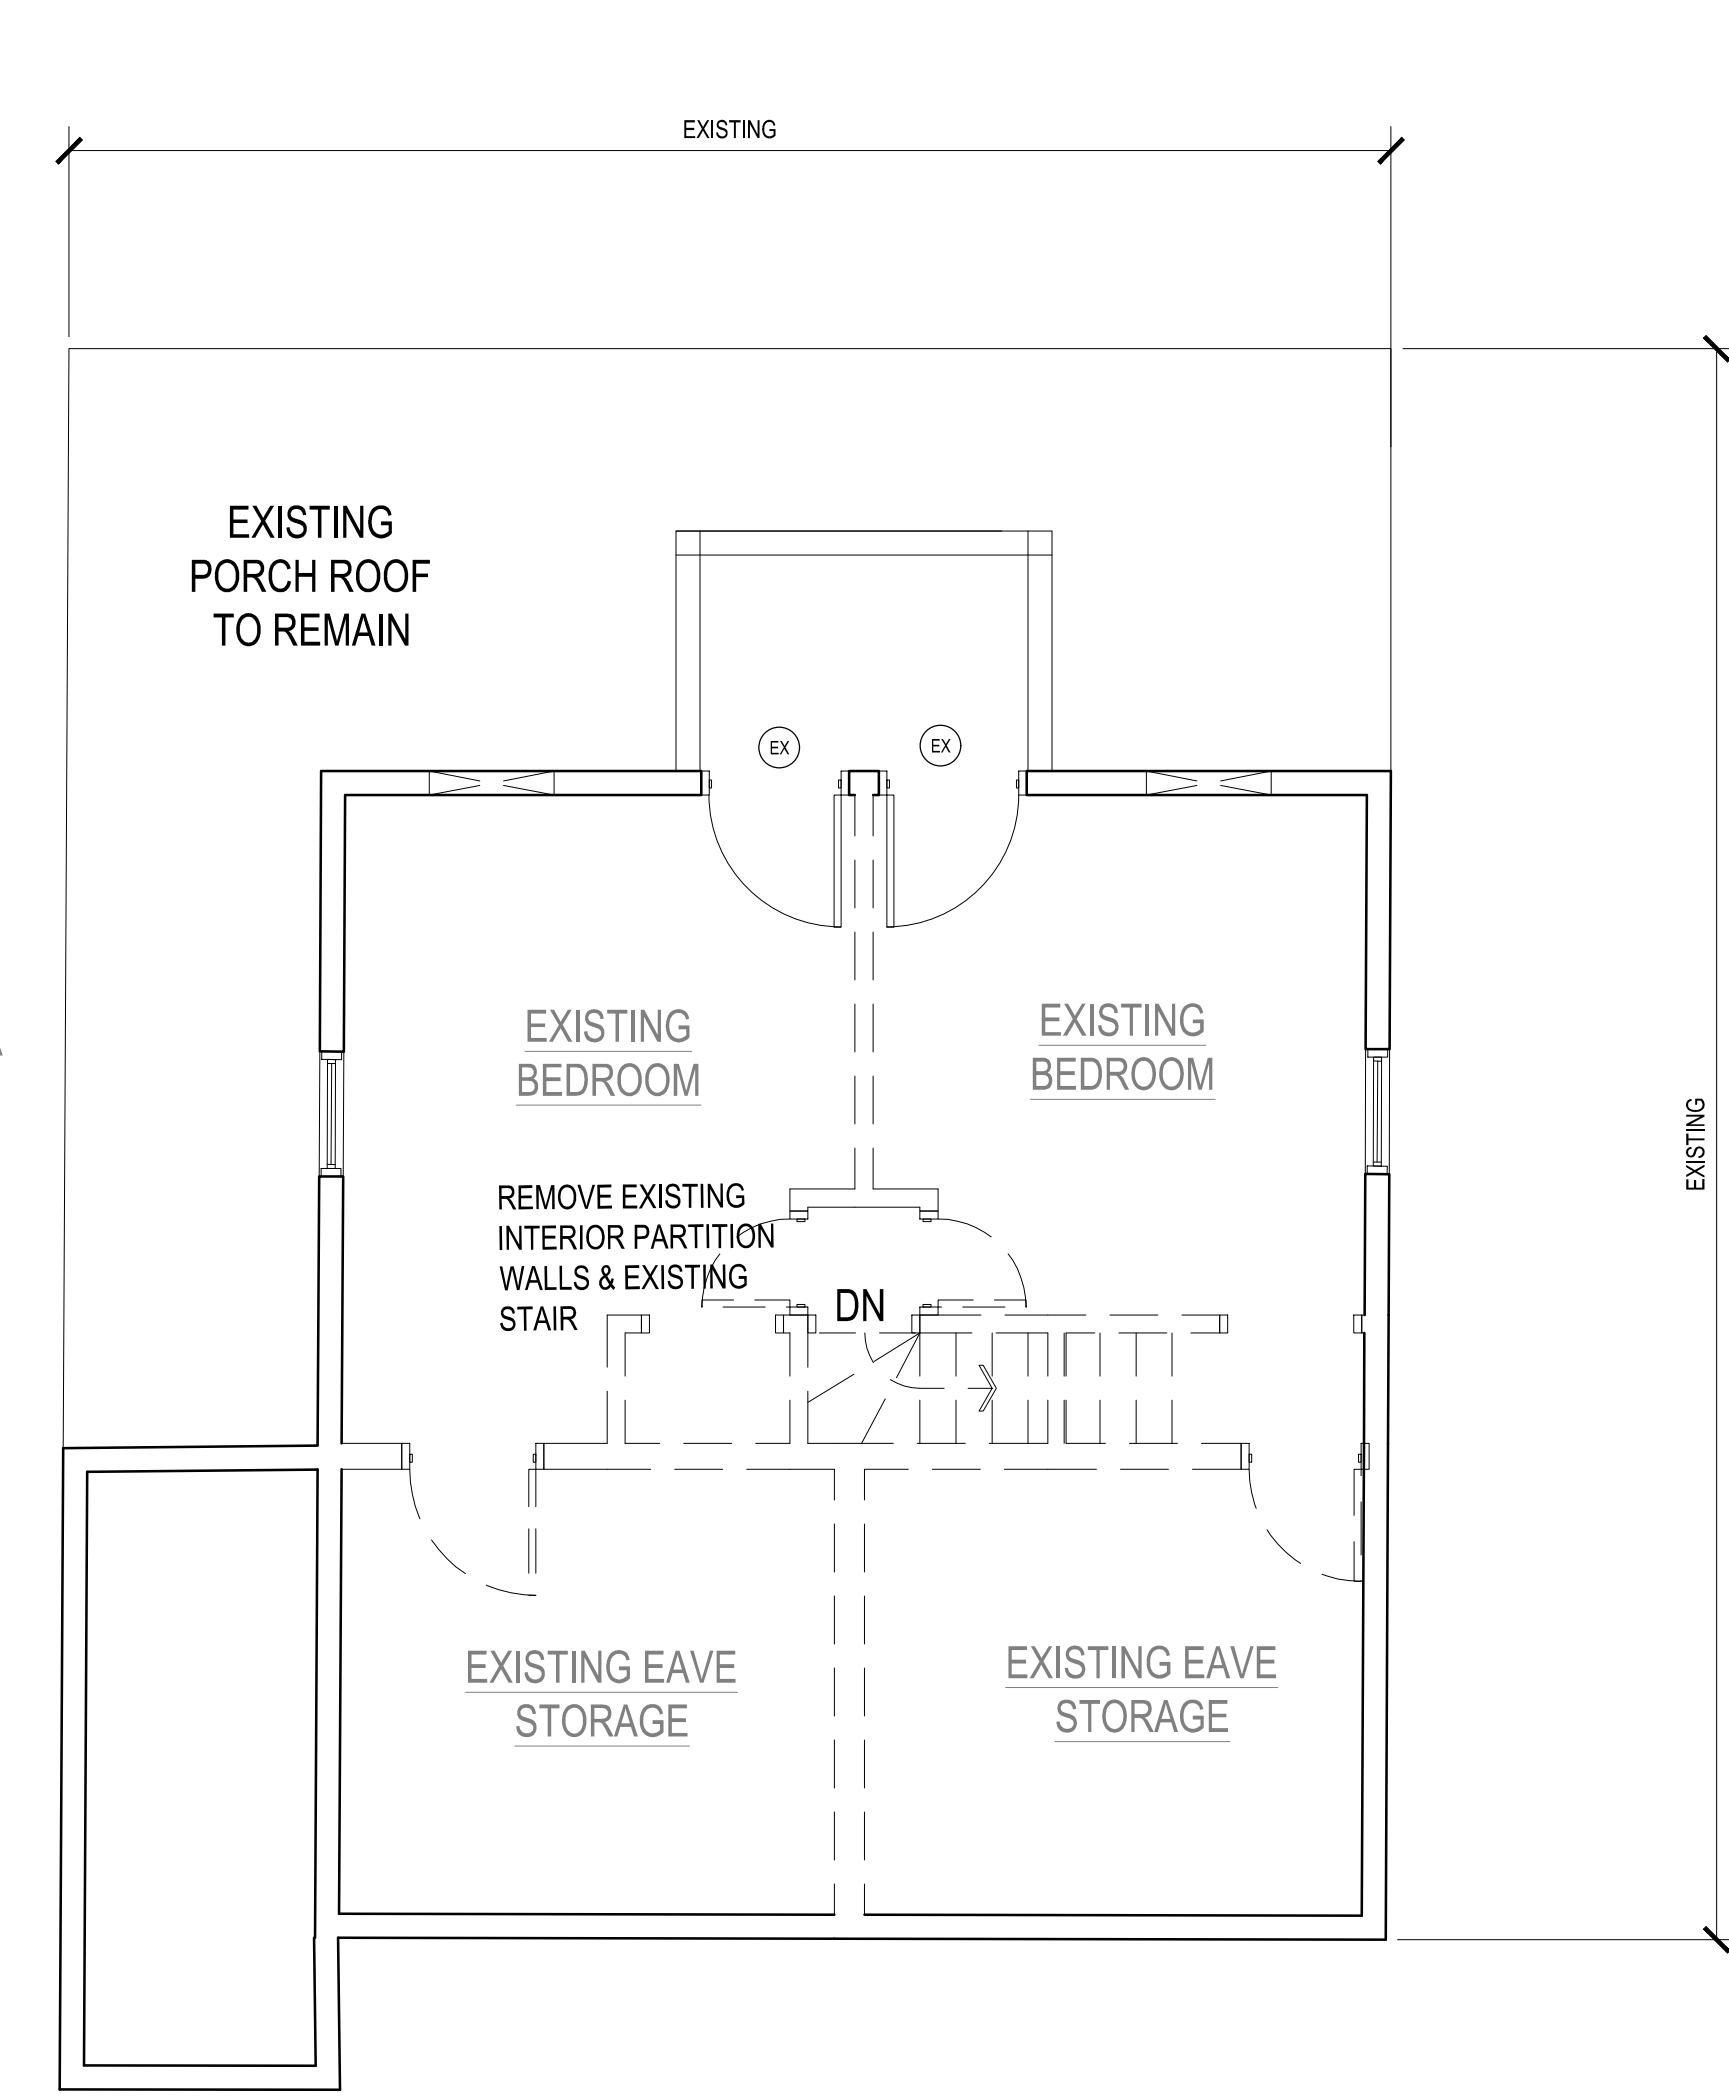 EXISTING
EXISTING
PORCH ROOF
TO REMAIN
EX
EX
EXISTING
BEDROOM
EXISTING
BEDROOM
EXISTING
REMOVE EXISTING
INTERIOR PARTITION
WALLS & EXISTING
STAIR
DN
EXISTING EAVE
STORAGE
EXISTING EAVE
STORAGE